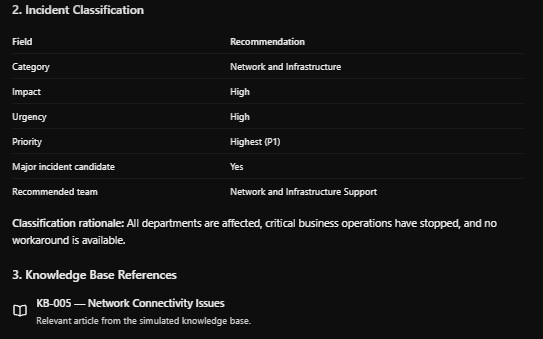 2. Incident Classification
Field Recommendation
Category Network and Infrastructure
Impact High
Urgency High
Priority Highest (P1)
Major incident candidate Yes
Recommended team Network and Infrastructure Support
Classification rationale: All departments are affected, critical business operations have stopped, and no
workaround is available.
3. Knowledge Base References
KB-005 — Network Connectivity Issues
Relevant article from the simulated knowledge base.